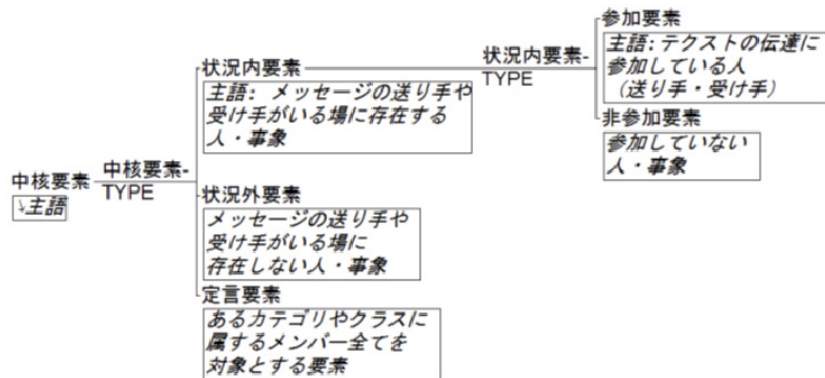 参加要素
主語：テクストの伝達に
参加している人
（送り手・受け手）
状況内要素-
TYPE
非参加要素
参加していない
人・事象
状況内要素
主語： メッセージの送り手や
受け手がいる場に存在する
人・事象
中核要素
↘主語
中核要素-
TYPE
状況外要素
メッセージの送り手や
受け手がいる場に
存在しない人・事象
定言要素
あるカテゴリやクラスに
属するメンバー全てを
対象とする要素